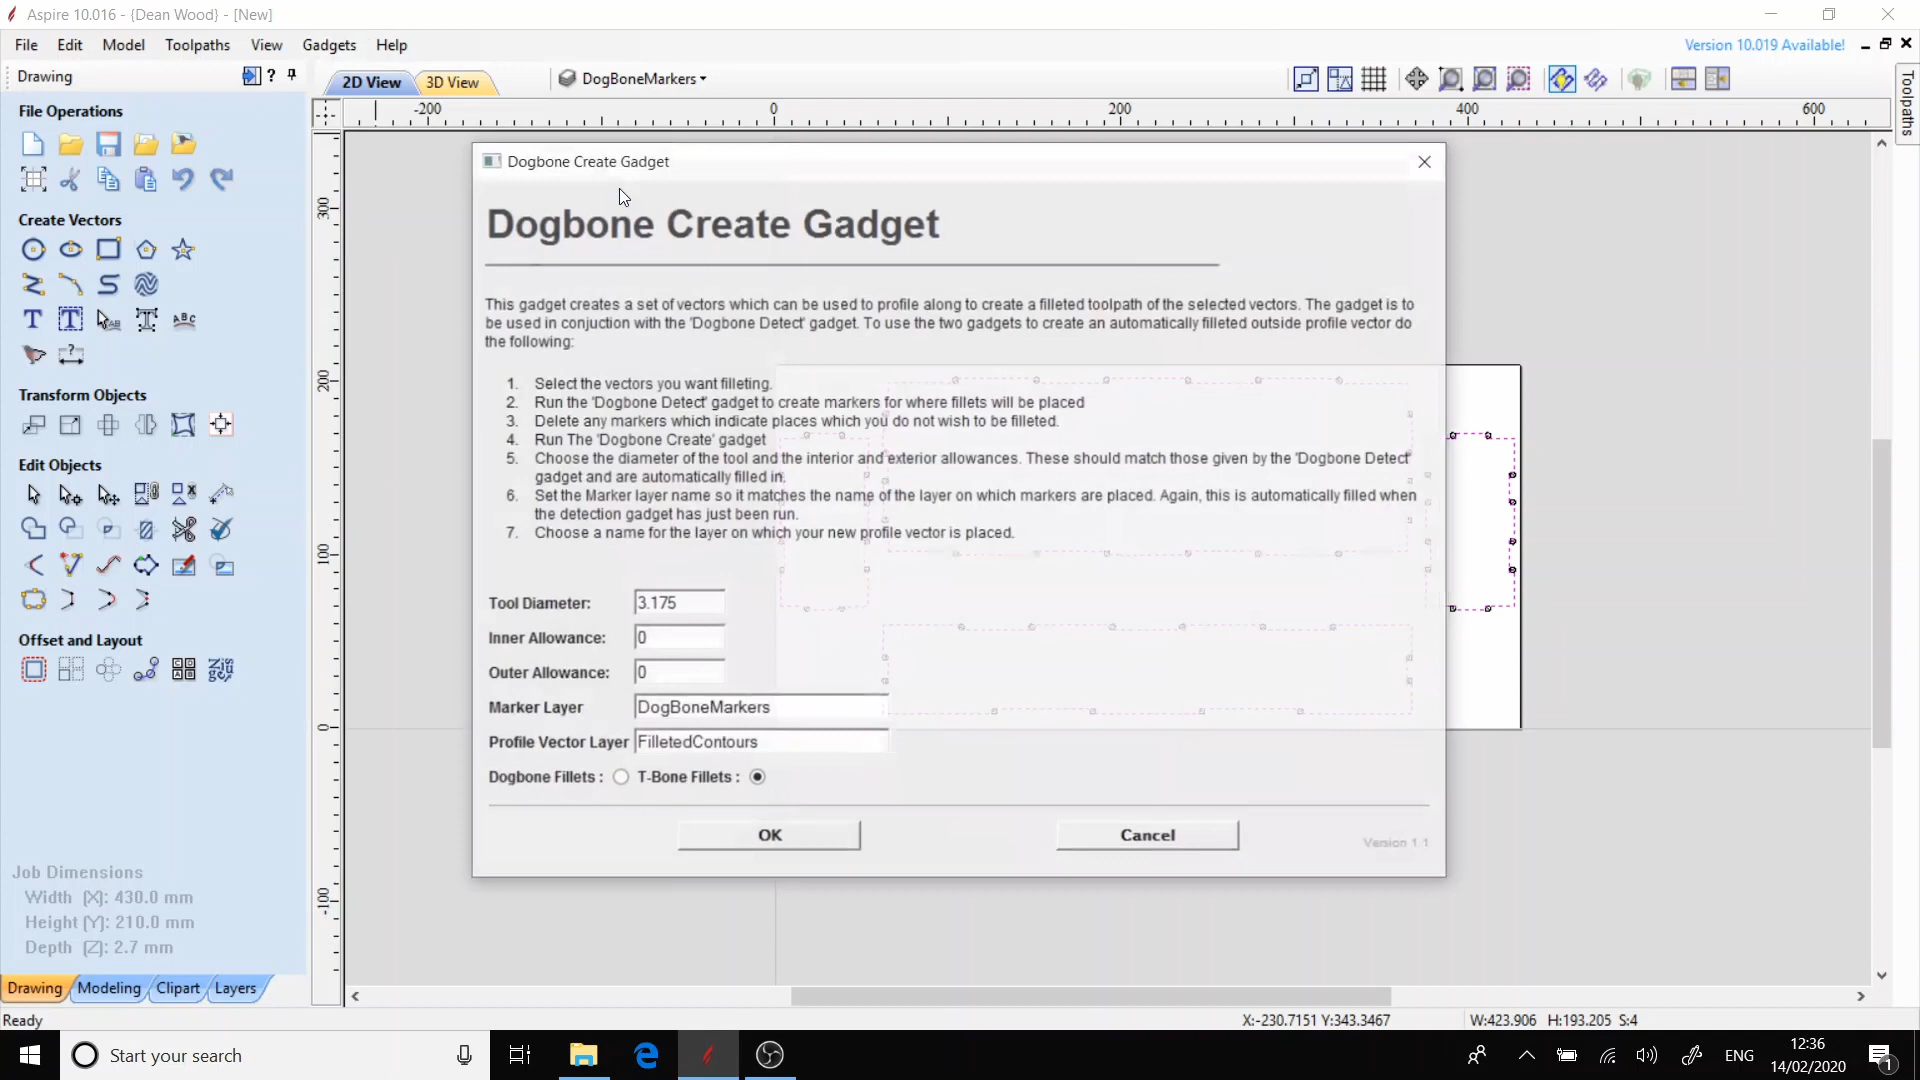 Aspire 10.016 - {Dean Wood} - [New]
File Edit Model Toolpaths View Gadgets Help
Version 10.019 Available!
Drawing
?
2D View 3D View
DogBoneMarkers
-200 0 200 400 600
Toolpaths
File Operations
Create Vectors
Transform Objects
Edit Objects
Offset and Layout
300
200
100
0
-100
Dogbone Create Gadget
Dogbone Create Gadget
This gadget creates a set of vectors which can be used to profile along to create a filleted toolpath of the selected vectors. The gadget is to
be used in conjuction with the 'Dogbone Detect' gadget. To use the two gadgets to create an automatically filleted outside profile vector do
the following:
1. Select the vectors you want filleting.
2. Run the 'Dogbone Detect' gadget to create markers for where fillets will be placed
3. Delete any markers which indicate places which you do not wish to be filleted.
4. Run The 'Dogbone Create' gadget
5. Choose the diameter of the tool and the interior and exterior allowances. These should match those given by the 'Dogbone Detect'
gadget and are automatically filled in.
6. Set the Marker layer name so it matches the name of the layer on which markers are placed. Again, this is automatically filled when
the detection gadget has just been run.
7. Choose a name for the layer on which your new profile vector is placed.
Tool Diameter: 3.175
Inner Allowance: 0
Outer Allowance: 0
Marker Layer DogBoneMarkers
Profile Vector Layer FilletedContours
Dogbone Fillets : T-Bone Fillets :
OK Cancel
Version 1.1
Job Dimensions
Width (X): 430.0 mm
Height (Y): 210.0 mm
Depth (Z): 2.7 mm
Drawing Modeling Clipart Layers
Ready
X:-230.7151 Y:343.3467
W:423.906 H:193.205 S:4
Start your search
ENG
12:36
14/02/2020
1